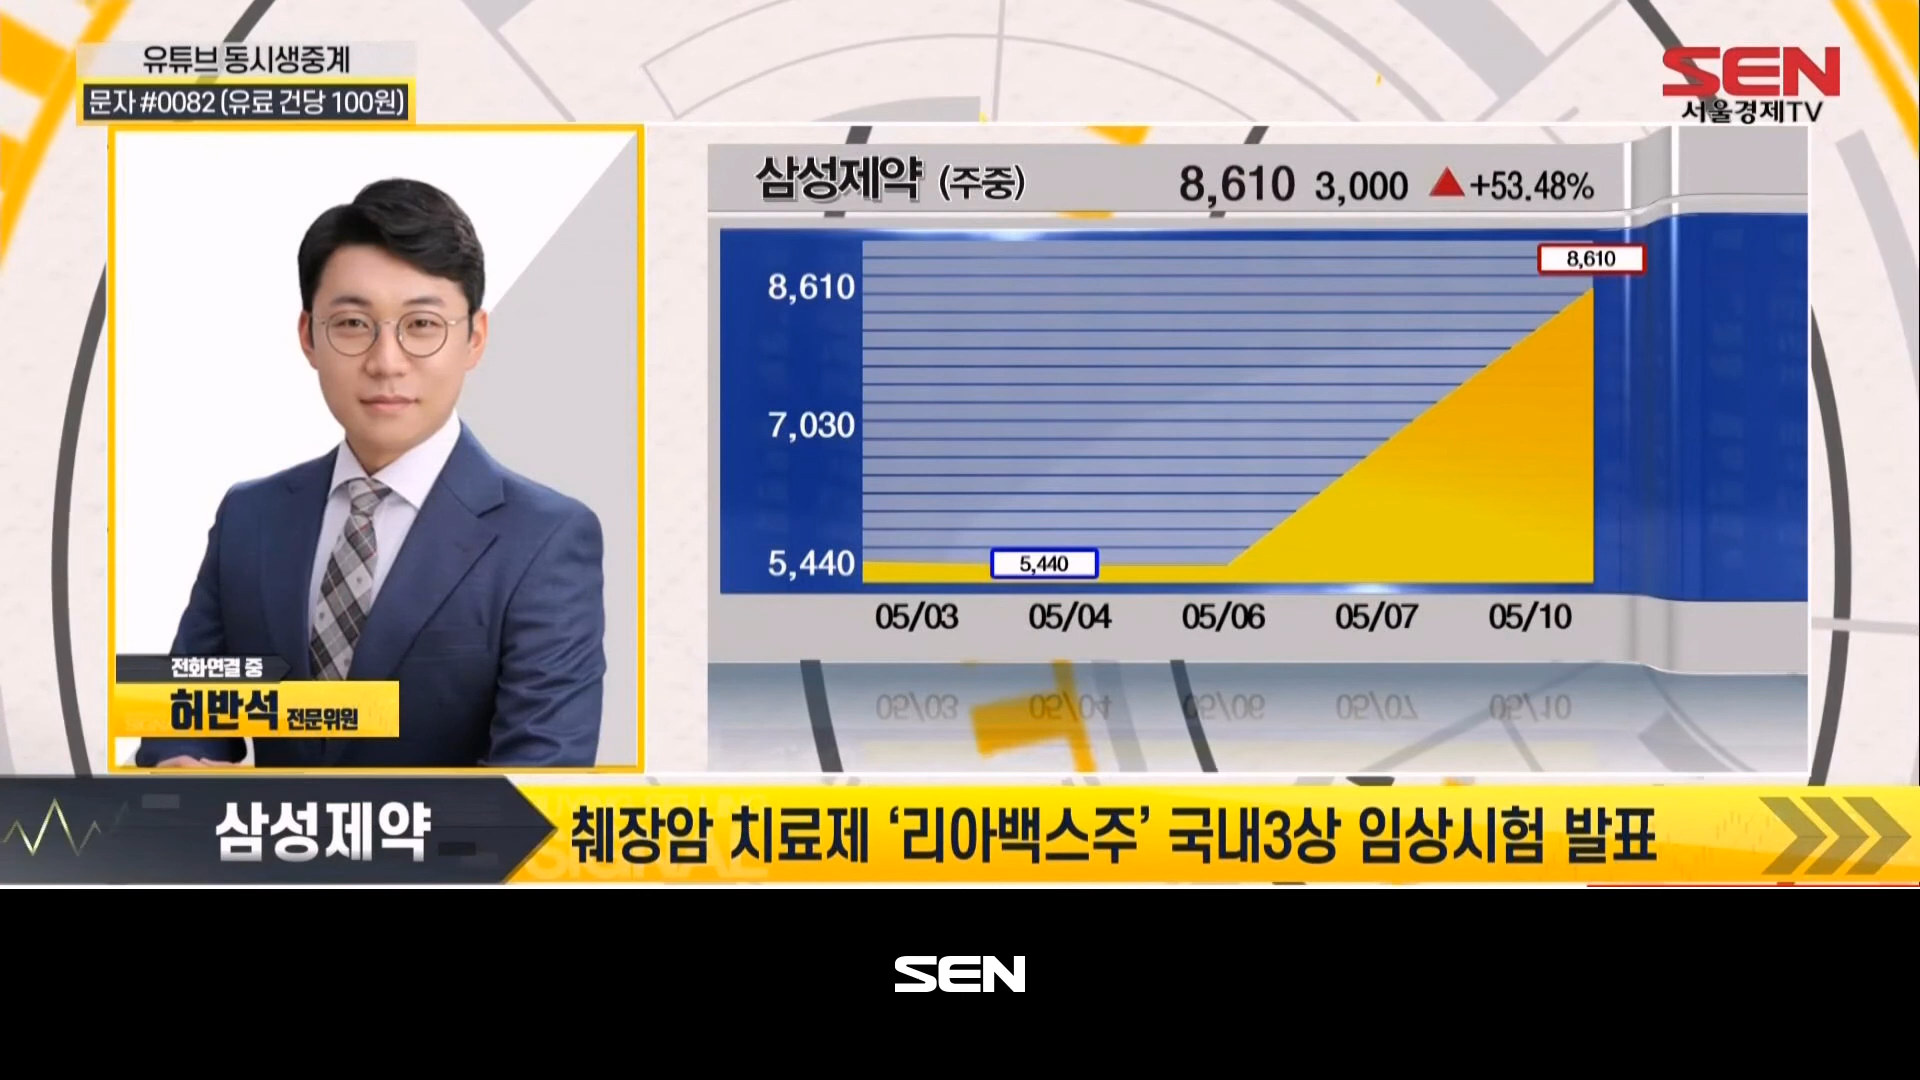 유튜브 동시생중계
문자 #0082 (유료 건당 100원)
SEN
서울경제TV
삼성제약 (주중) 8,610 3,000 ▲+53.48%
8,610
8,610
7,030
5,440
5,440
05/03 05/04 05/06 05/07 05/10
전화연결 중
허반석 전문위원
삼성제약
췌장암 치료제 ‘리아백스주’ 국내3상 임상시험 발표
SEN